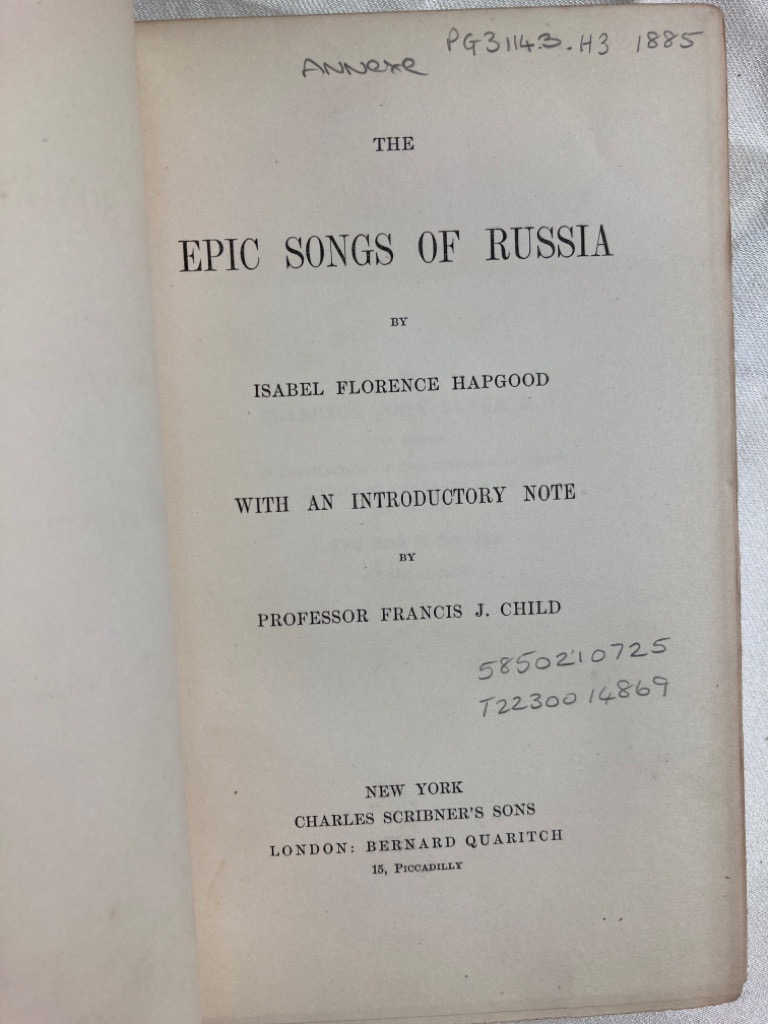 Annexe PG3114.3.H3 1885
THE
EPIC SONGS OF RUSSIA
BY
ISABEL FLORENCE HAPGOOD
WITH AN INTRODUCTORY NOTE
BY
PROFESSOR FRANCIS J. CHILD
5850210725
T2230014869
NEW YORK
CHARLES SCRIBNER'S SONS
LONDON: BERNARD QUARITCH
15, PICCADILLY